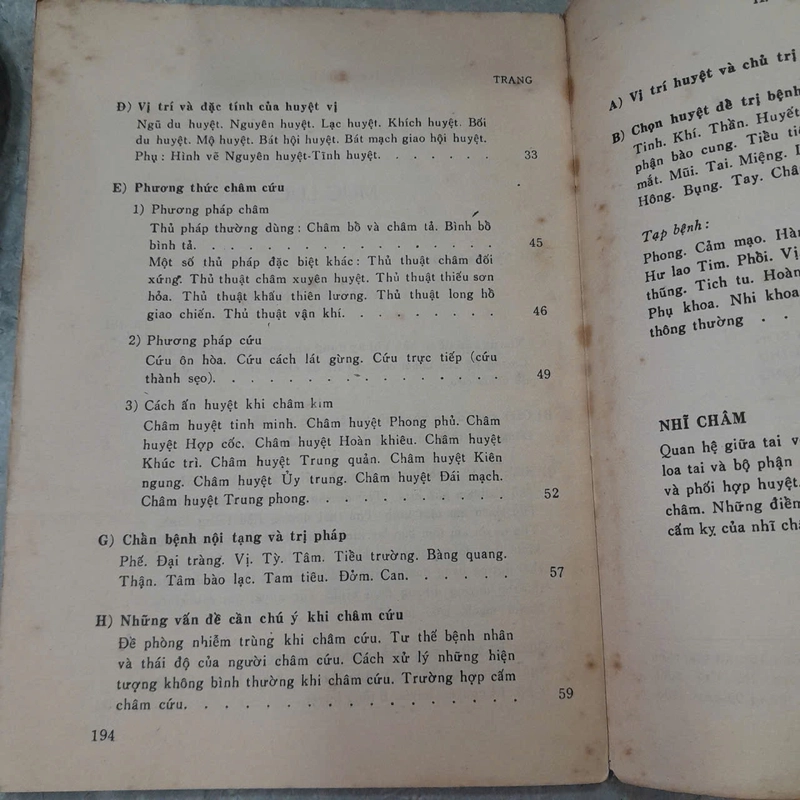 TRANG
Đ) Vị trí và đặc tính của huyệt vị
Ngũ du huyệt. Nguyên huyệt. Lạc huyệt. Khích huyệt. Bối
du huyệt. Mộ huyệt. Bát hội huyệt. Bát mạch giao hội huyệt.
Phụ : Hình vẽ Nguyên huyệt-Tĩnh huyệt. . . . . . . 33
E) Phương thức châm cứu
1) Phương pháp châm
Thủ pháp thường dùng : Châm bổ và châm tả. Bình bổ
bình tả. . . . . . . . . . . . . . . . 45
Một số thủ pháp đặc biệt khác : Thủ thuật châm đối
xứng. Thủ thuật châm xuyên huyệt. Thủ thuật thiểu sơn
hỏa. Thủ thuật khấu thiên lương. Thủ thuật long hổ
giao chiến. Thủ thuật vận khí. . . . . . . . . 46
2) Phương pháp cứu
Cứu ôn hòa. Cứu cách lát gừng. Cứu trực tiếp (cứu
thành sẹo). . . . . . . . . . . . . . . 49
3) Cách ấn huyệt khi châm kim
Châm huyệt tinh minh. Châm huyệt Phong phủ. Châm
huyệt Hợp cốc. Châm huyệt Hoàn khiêu. Châm huyệt
Khúc trì. Châm huyệt Trung quản. Châm huyệt Kiên
ngung. Châm huyệt Ủy trung. Châm huyệt Đái mạch.
Châm huyệt Trung phong. . . . . . . . . . . 52
G) Chẩn bệnh nội tạng và trị pháp
Phế. Đại tràng. Vị. Tỳ. Tâm. Tiểu trường. Bàng quang.
Thận. Tâm bào lạc. Tam tiêu. Đởm. Can. . . . . . 57
H) Những vấn đề cần chú ý khi châm cứu
Đề phòng nhiễm trùng khi châm cứu. Tư thế bệnh nhân
và thái độ của người châm cứu. Cách xử lý những hiện
tượng không bình thường khi châm cứu. Trường hợp cấm
châm cứu. . . . . . . . . . . . . . . . 59
194
A) Vị trí huyệt và chủ trị
B) Chọn huyệt để trị bệnh
Tinh. Khí. Thần. Huyết
phận bào cung. Tiểu tiệ
mắt. Mũi. Tai. Miệng.
Hông. Bụng. Tay. Chân
Tạp bệnh :
Phong. Cảm mạo. Hàn
Hư lao Tim. Phổi. Vị
thũng. Tích tụ. Hoàn
Phụ khoa. Nhi khoa
thông thường . .
NHĨ CHÂM
Quan hệ giữa tai v
loa tai và bộ phận
và phối hợp huyệt.
châm. Những điểm
cấm kỵ của nhĩ châ